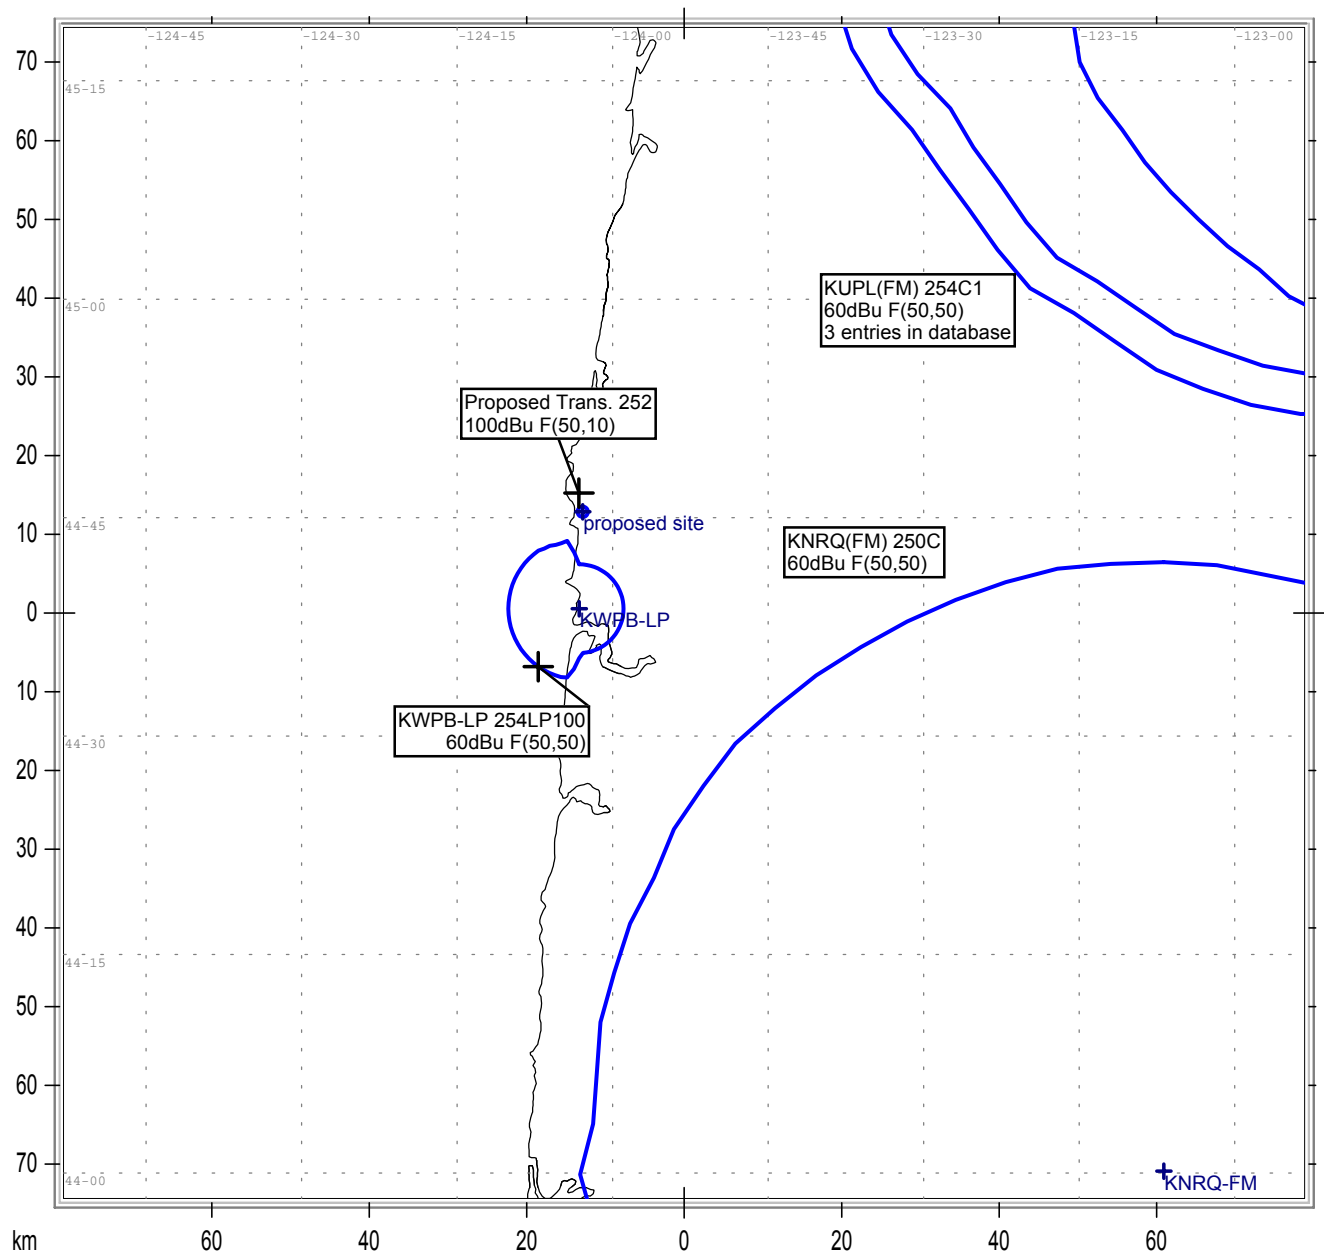 -124-45 -124-30 -124-15 -124-00 -123-45 -123-30 -123-15 -123-00
70
45-15
60
50
KUPL(FM) 254C1
60dBu F(50,50)
3 entries in database
40
45-00
30
Proposed Trans. 252
100dBu F(50,10)
20
44-45
proposed site
10
KNRQ(FM) 250C
60dBu F(50,50)
0
KWPB-LP
10
KWPB-LP 254LP100
60dBu F(50,50)
44-30
20
30
40
44-15
50
60
70
44-00
KNRQ-FM
km 60 40 20 0 20 40 60